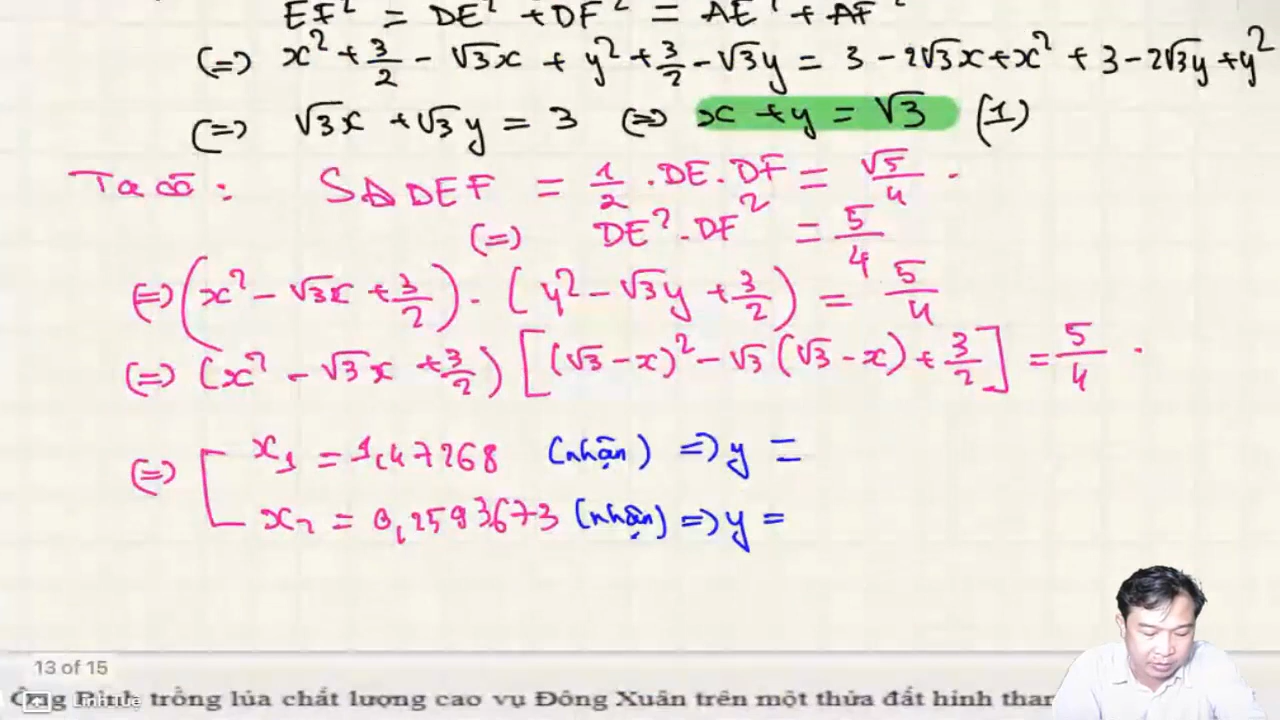 EF² = DE² + DF² = AE² + AF²
(=) x² + 3/2 - √3x + y² + 3/2 - √3y = 3 - 2√3x + x² + 3 - 2√3y + y²
(=) √3x + √3y = 3 (=) x + y = √3 (1)
Ta có : SΔDEF = 1/2 . DE . DF = √5/4 .
(=) DE² . DF² = 5/4
(=) (x² - √3x + 3/2) . (y² - √3y + 3/2) = 5/4
(=) (x² - √3x + 3/2) [(√3 - x)² - √3(√3 - x) + 3/2] = 5/4 .
(=) [ x₁ = 1,47268 (nhận) => y =
x₂ = 0,2593673 (nhận) => y =
13 of 15
trồng lúa chất lượng cao vụ Đông Xuân trên một thửa đất hình